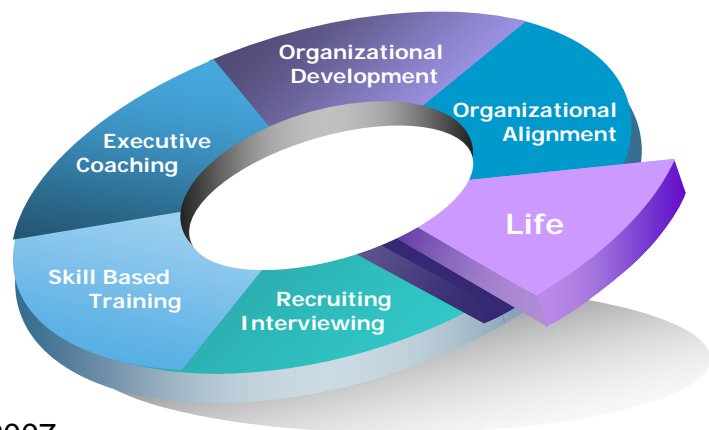 Organizational
Development
Organizational
Alignment
Executive
Coaching
Life
Skill Based
Training
Recruiting
Interviewing